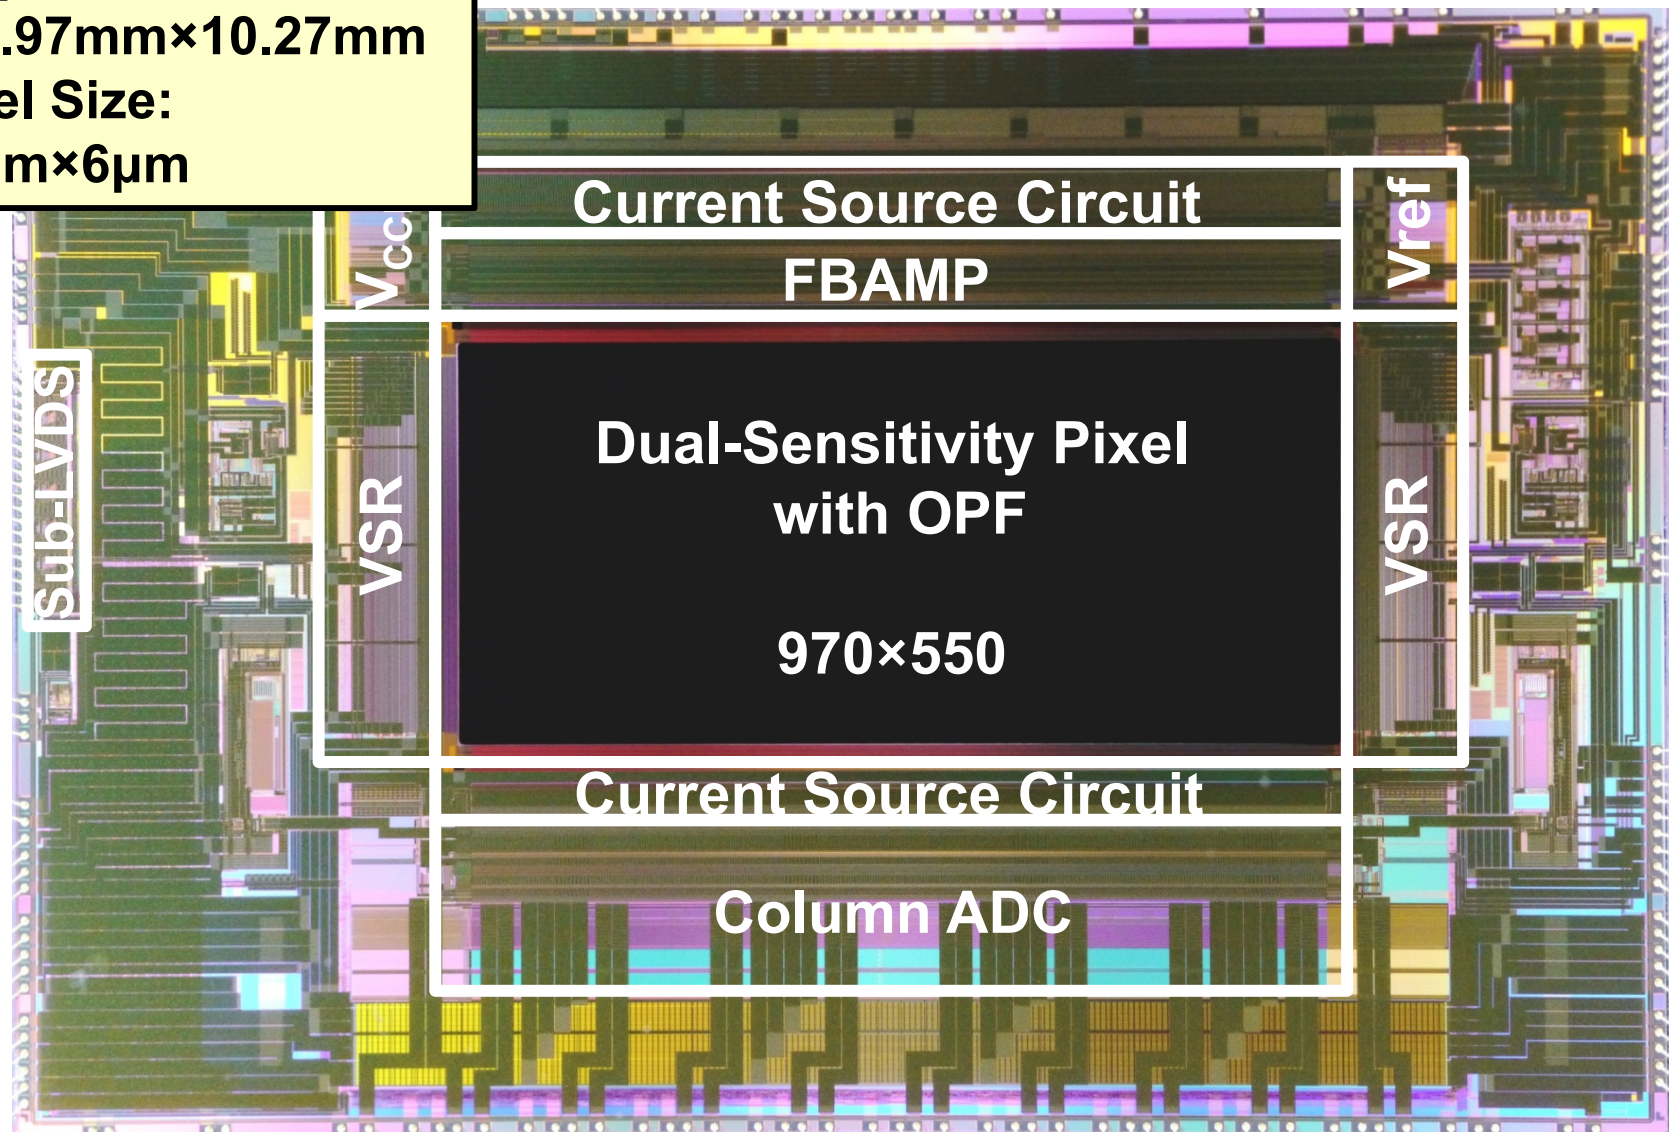 .97mm×10.27mm
el Size:
m×6µm
Current Source Circuit
Vcc
Vref
FBAMP
Sub-LVDS
VSR
Dual-Sensitivity Pixel
with OPF
970×550
VSR
Current Source Circuit
Column ADC